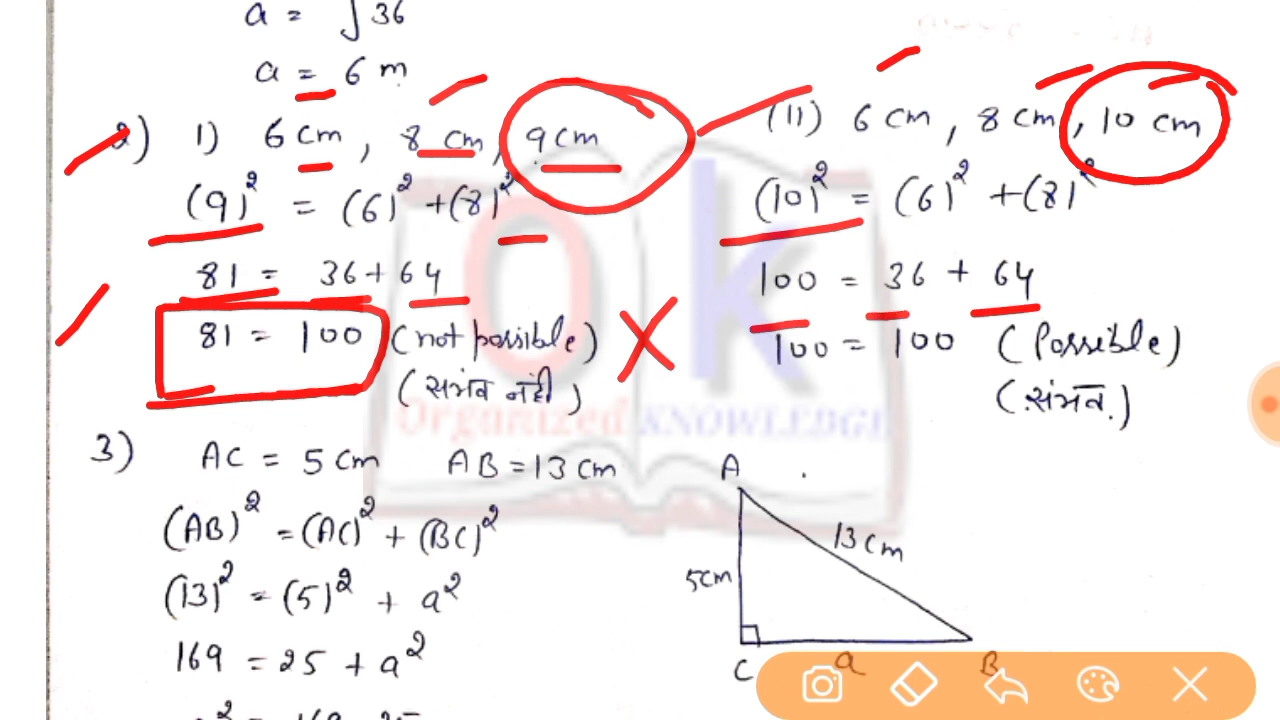 a = √36
a = 6 m
2) 1) 6 cm, 8 cm, 9 cm
(9)² = (6)² + (8)²
81 = 36 + 64
81 = 100 (not possible)
(संभव नहीं)
(11) 6 cm, 8 cm, 10 cm
(10)² = (6)² + (8)²
100 = 36 + 64
100 = 100 (Possible)
(संभव.)
ok
Organized KNOWLEDGE
3) AC = 5 cm AB = 13 cm
(AB)² = (AC)² + (BC)²
(13)² = (5)² + a²
169 = 25 + a²
A
13 cm
5cm
C a B